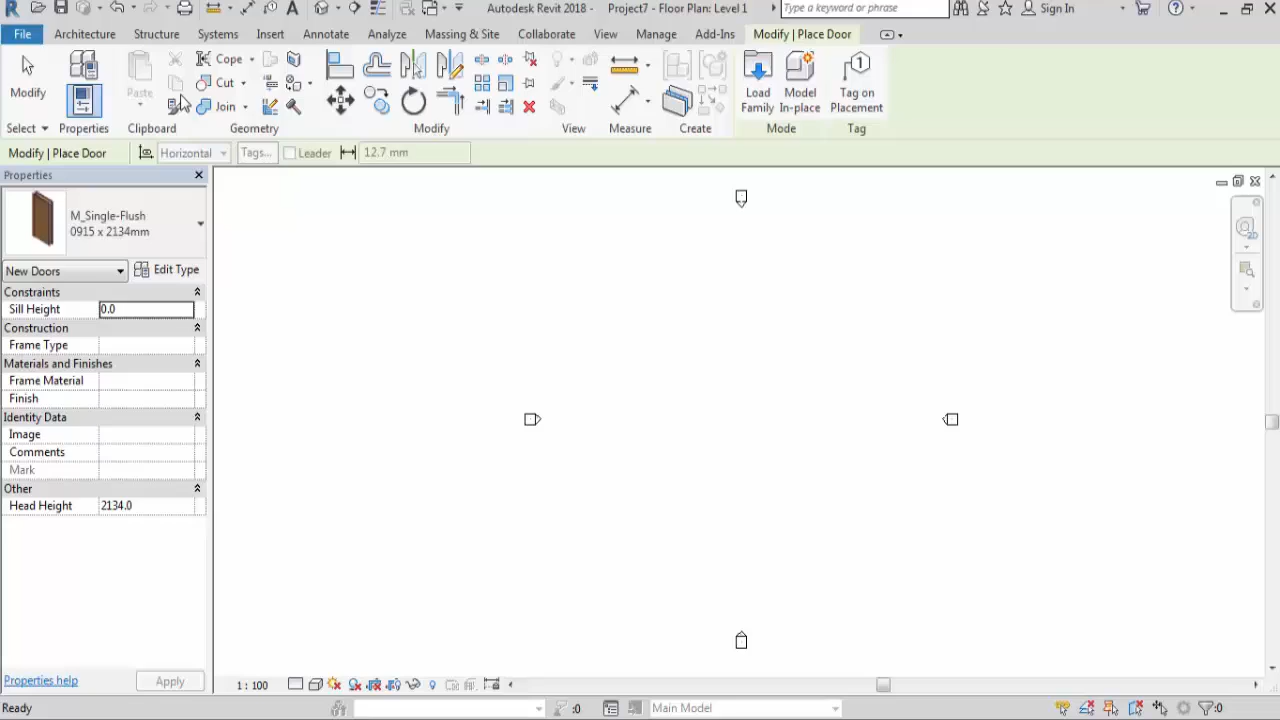 Autodesk Revit 2018 - Project7 - Floor Plan: Level 1
Type a keyword or phrase
Sign In
File Architecture Structure Systems Insert Annotate Analyze Massing & Site Collaborate View Manage Add-Ins Modify | Place Door
Modify
Paste
Cope
Cut
Join
Load Family
Model In-place
1
Tag on Placement
Select Properties Clipboard Geometry Modify View Measure Create Mode Tag
Modify | Place Door Horizontal Tags... Leader 12.7 mm
Properties
M_Single-Flush
0915 x 2134mm
New Doors Edit Type
Constraints
Sill Height 0.0
Construction
Frame Type
Materials and Finishes
Frame Material
Finish
Identity Data
Image
Comments
Mark
Other
Head Height 2134.0
2D
Properties help Apply
1 : 100
Ready :0 Main Model :0